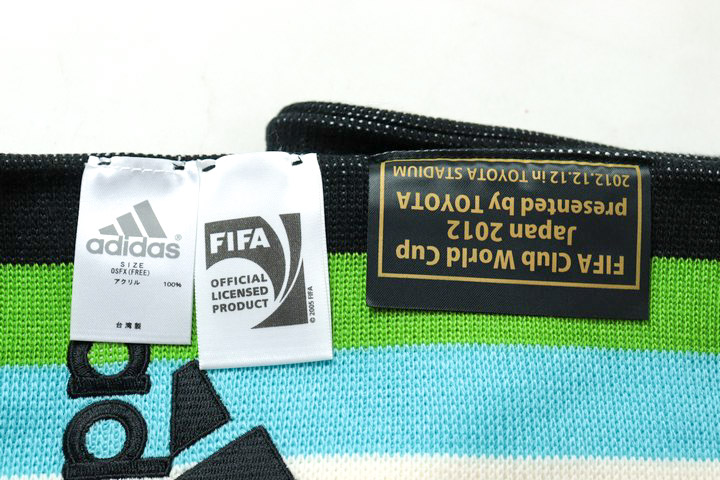 adidas®
SIZE
OSFX(FREE)
アクリル 100%
台湾製
FIFA
OFFICIAL
LICENSED
PRODUCT
© 2005 FIFA
FIFA Club World Cup
Japan 2012
presented by TOYOTA
2012.12.12 in TOYOTA STADIUM